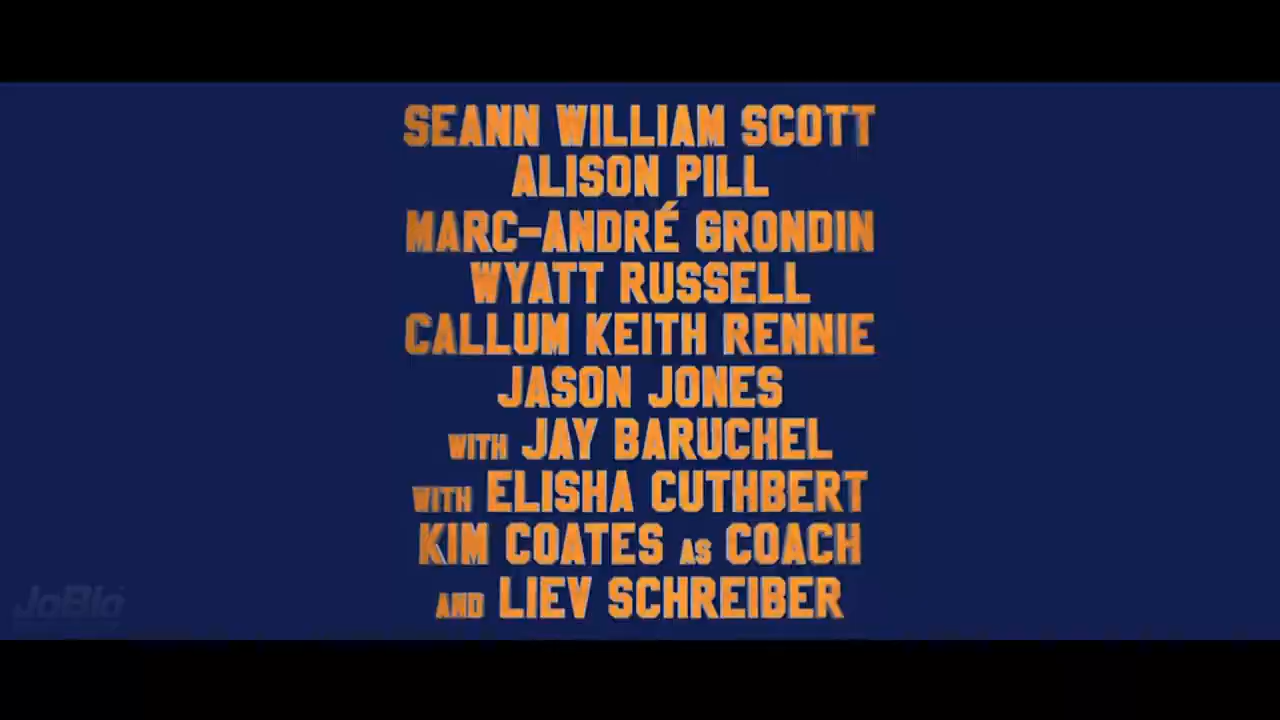 SEANN WILLIAM SCOTT
ALISON PILL
MARC-ANDRÉ GRONDIN
WYATT RUSSELL
CALLUM KEITH RENNIE
JASON JONES
WITH JAY BARUCHEL
WITH ELISHA CUTHBERT
KIM COATES AS COACH
AND LIEV SCHREIBER
JoBlo